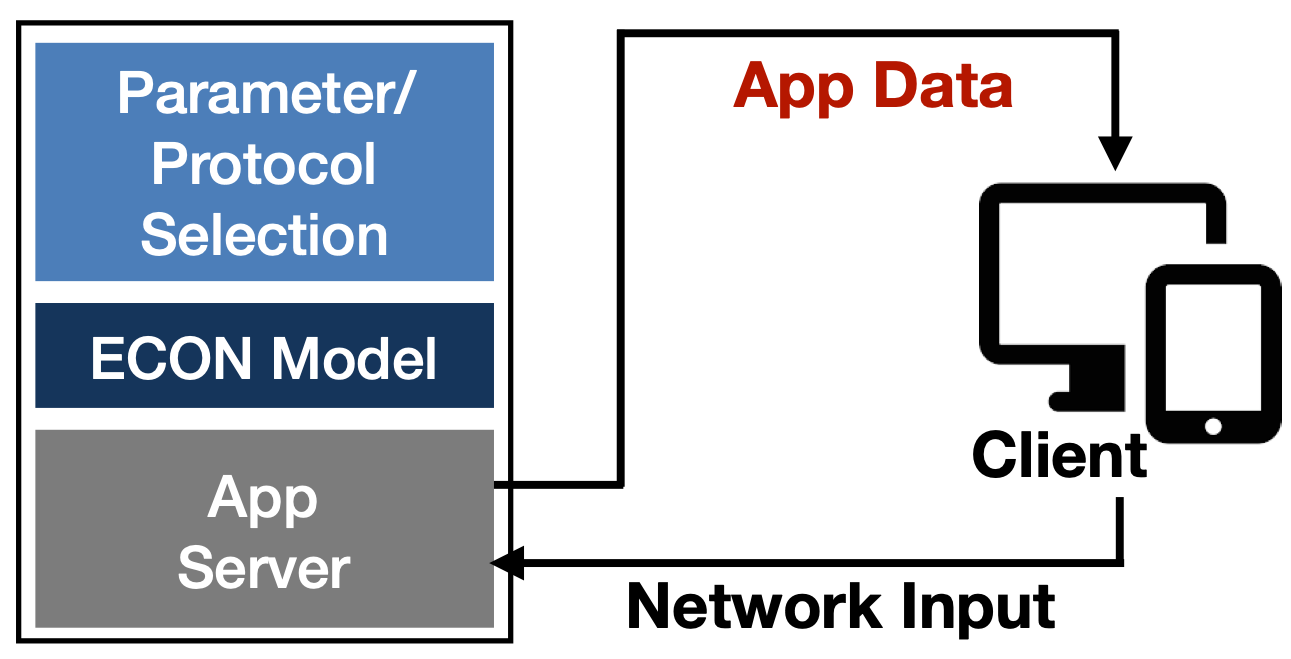 Parameter/
Protocol
Selection
ECON Model
App
Server
App Data
Client
Network Input